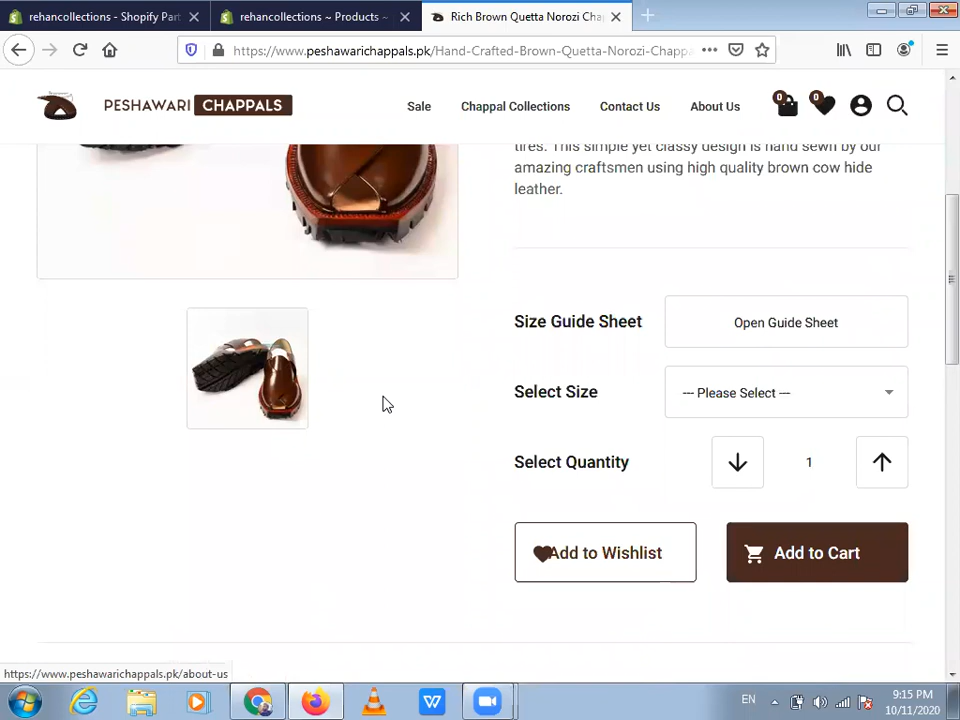 rehancollections - Shopify Part
rehancollections ~ Products ~
Rich Brown Quetta Norozi Cha
https://www.peshawarichappals.pk/Hand-Crafted-Brown-Quetta-Norozi-Chappa
PESHAWARI CHAPPALS
Sale
Chappal Collections
Contact Us
About Us
0
0
tires. This simple yet classy design is hand sewn by our
amazing craftsmen using high quality brown cow hide
leather.
Size Guide Sheet
Open Guide Sheet
Select Size
--- Please Select ---
Select Quantity
1
Add to Wishlist
Add to Cart
https://www.peshawarichappals.pk/about-us
EN
9:15 PM
10/11/2020